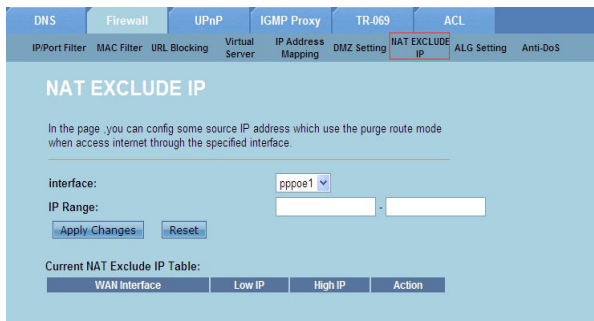 DNS Firewall UPnP IGMP Proxy TR-069 ACL
IP/Port Filter MAC Filter URL Blocking Virtual Server IP Address Mapping DMZ Setting NAT EXCLUDE IP ALG Setting Anti-DoS
NAT EXCLUDE IP
In the page ,you can config some source IP address which use the purge route mode
when access internet through the specified interface.
interface: pppoe1
IP Range: -
Apply Changes Reset
Current NAT Exclude IP Table:
WAN Interface Low IP High IP Action